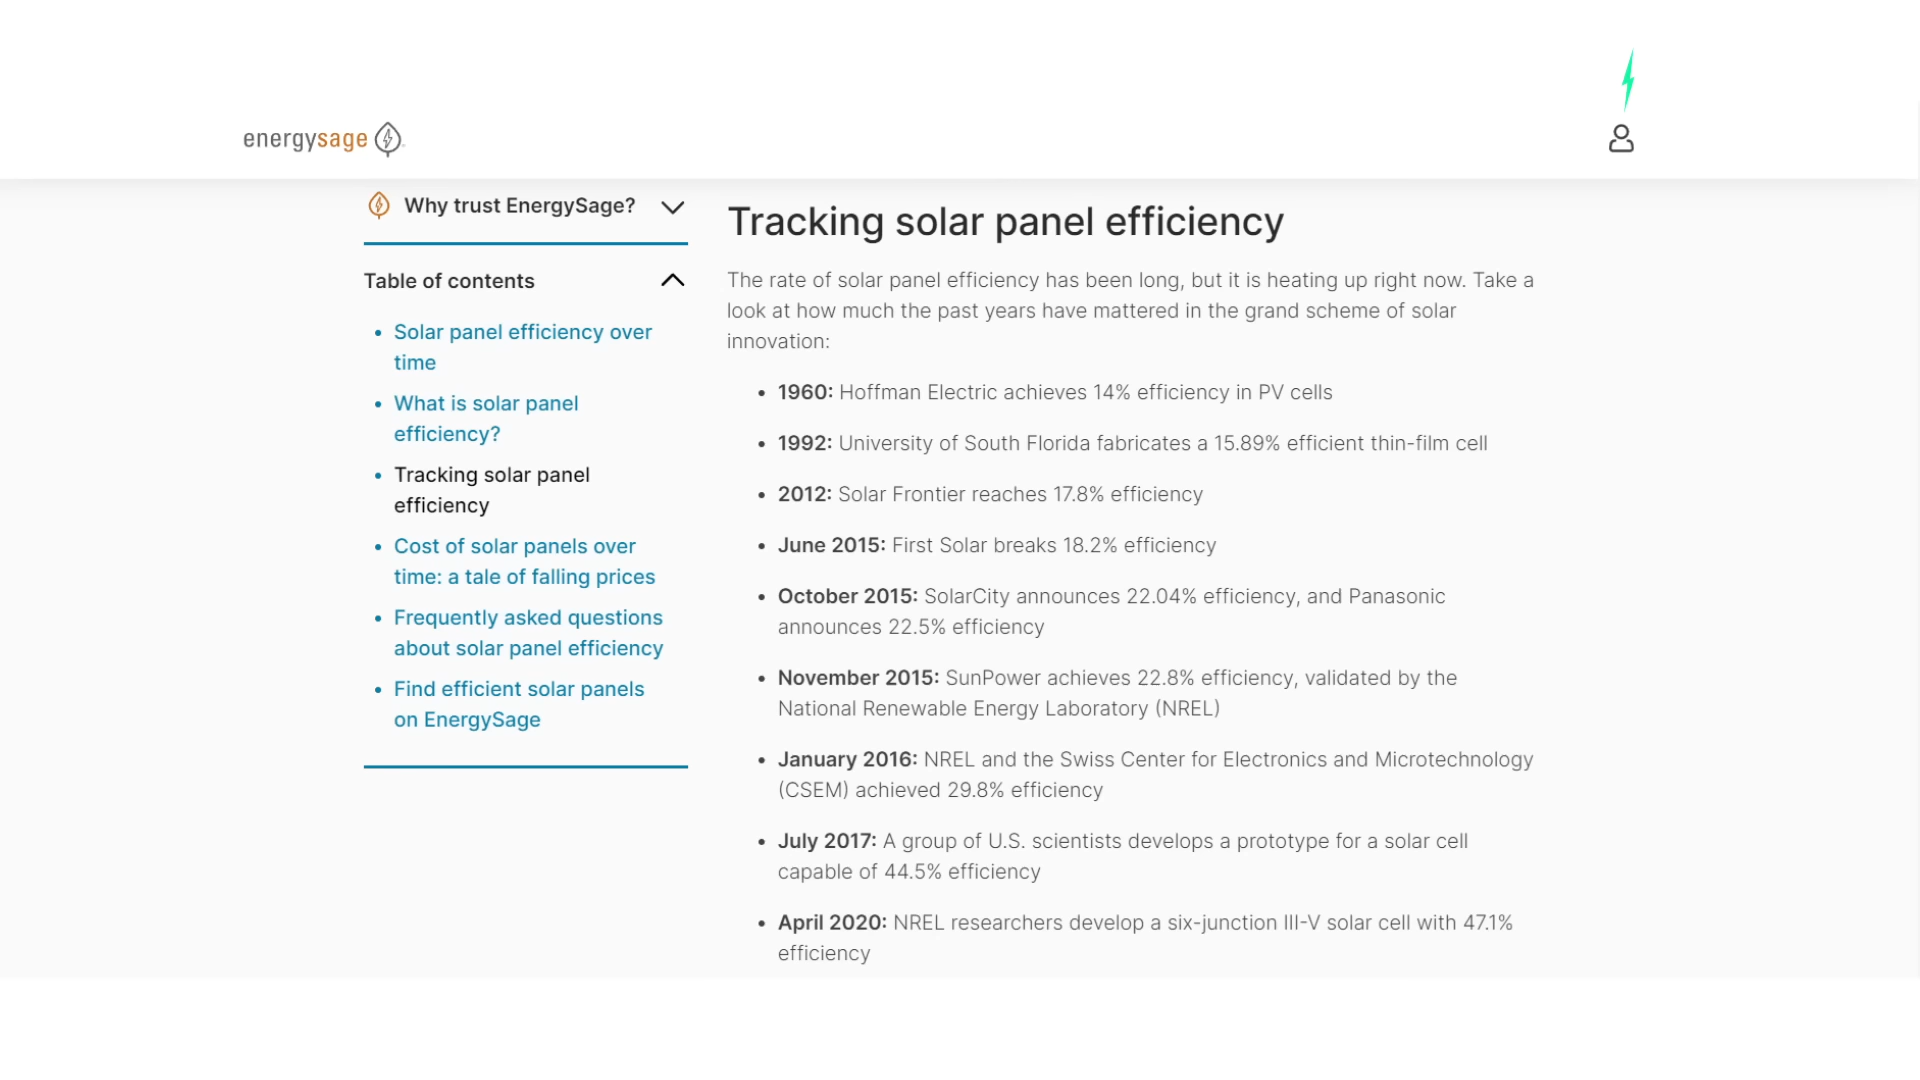 energysage
Why trust EnergySage?
Table of contents
• Solar panel efficiency over
time
• What is solar panel
efficiency?
• Tracking solar panel
efficiency
• Cost of solar panels over
time: a tale of falling prices
• Frequently asked questions
about solar panel efficiency
• Find efficient solar panels
on EnergySage
Tracking solar panel efficiency
The rate of solar panel efficiency has been long, but it is heating up right now. Take a
look at how much the past years have mattered in the grand scheme of solar
innovation:
• 1960: Hoffman Electric achieves 14% efficiency in PV cells
• 1992: University of South Florida fabricates a 15.89% efficient thin-film cell
• 2012: Solar Frontier reaches 17.8% efficiency
• June 2015: First Solar breaks 18.2% efficiency
• October 2015: SolarCity announces 22.04% efficiency, and Panasonic
announces 22.5% efficiency
• November 2015: SunPower achieves 22.8% efficiency, validated by the
National Renewable Energy Laboratory (NREL)
• January 2016: NREL and the Swiss Center for Electronics and Microtechnology
(CSEM) achieved 29.8% efficiency
• July 2017: A group of U.S. scientists develops a prototype for a solar cell
capable of 44.5% efficiency
• April 2020: NREL researchers develop a six-junction III-V solar cell with 47.1%
efficiency